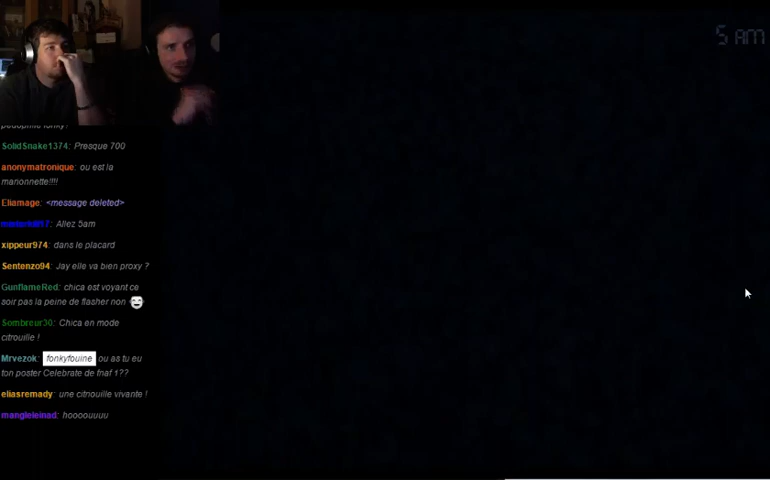 5 AM
SolidSnake1374: Presque 700
anonymatronique: ou est la
marionnette!!!!
Eliamage: <message deleted>
Allez 5am
xippeur974: dans le placard
Sentenzo94: Jay elle va bien proxy ?
GunflameRed: chica est voyant ce
soir pas la peine de flasher non
Sombreur30: Chica en mode
citrouille !
Mrvezok: fonkyfouine ou as tu eu
ton poster Celebrate de fnaf 1??
eliasremady: une citrouille vivante !
mangleleinad: hoooouuuu